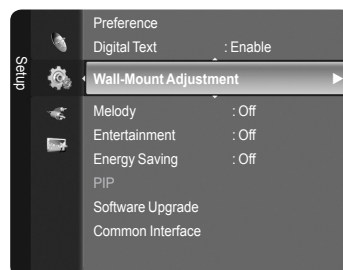 Setup
Preference
Digital Text : Enable
Wall-Mount Adjustment
Melody : Off
Entertainment : Off
Energy Saving : Off
PIP
Software Upgrade
Common Interface